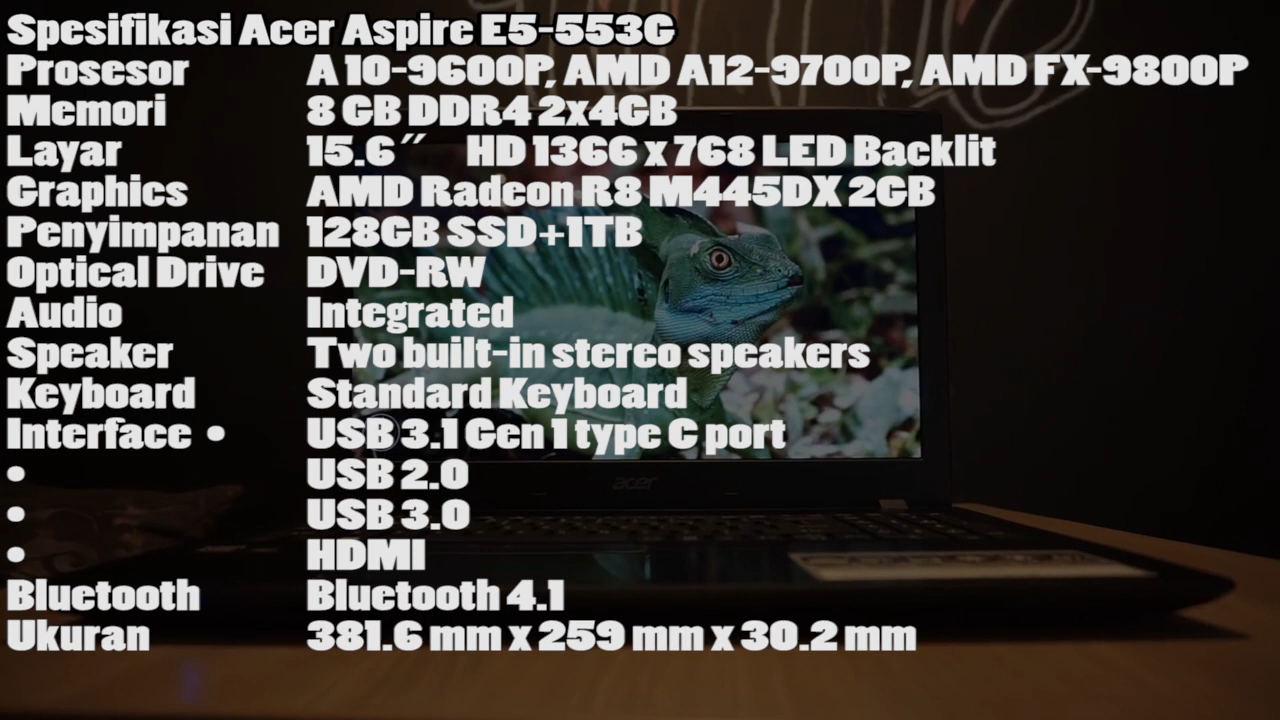 Spesifikasi Acer Aspire E5-553G
Prosesor A 10-9600P, AMD A12-9700P, AMD FX-9800P
Memori 8 GB DDR4 2x4GB
Layar 15.6″ HD 1366 x 768 LED Backlit
Graphics AMD Radeon R8 M445DX 2GB
Penyimpanan 128GB SSD+1TB
Optical Drive DVD-RW
Audio Integrated
Speaker Two built-in stereo speakers
Keyboard Standard Keyboard
Interface • USB 3.1 Gen 1 type C port
• USB 2.0
• USB 3.0
• HDMI
Bluetooth Bluetooth 4.1
Ukuran 381.6 mm x 259 mm x 30.2 mm
acer